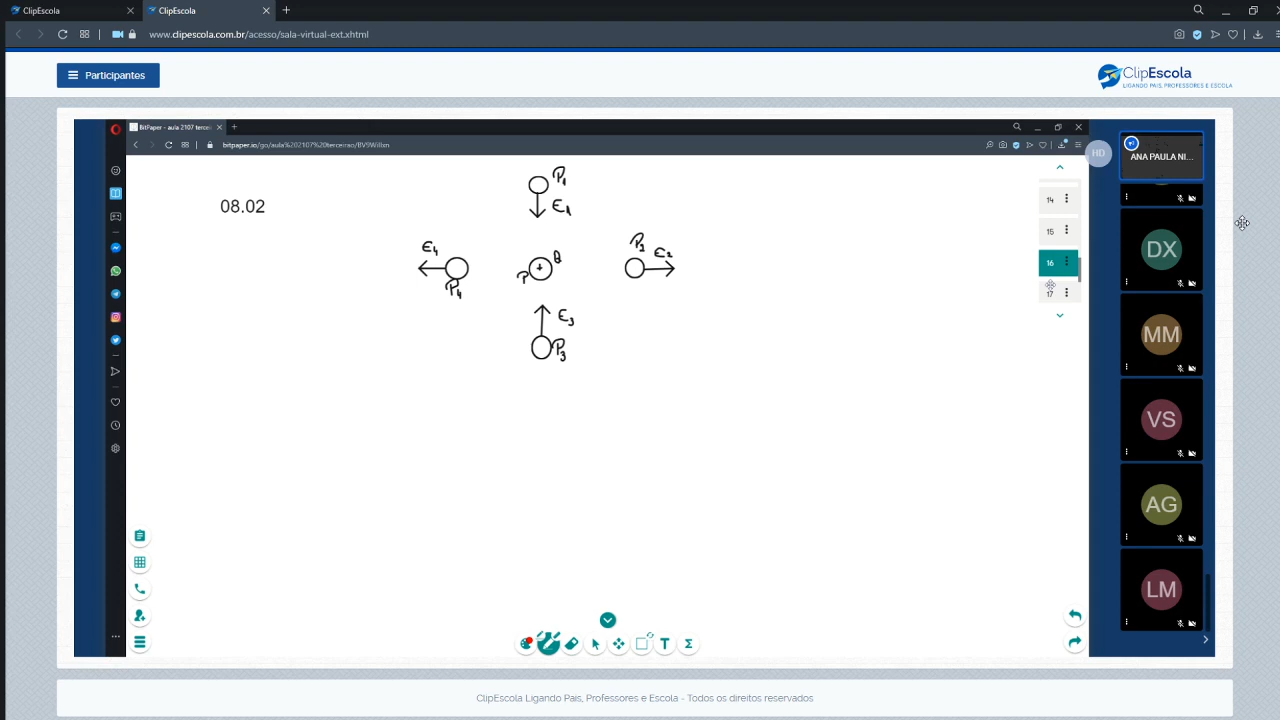 ClipEscola
ClipEscola
www.clipescola.com.br/acesso/sala-virtual-ext.xhtml
Participantes
ClipEscola
LIGANDO PAIS, PROFESSORES E ESCOLA
BitPaper - aula 2107 tercei
bitpaper.io/go/aula%202107%20terceirao/BV9Willsn
HD
ANA PAULA NI...
08.02
P1
E1
E4
P4
P
+
Q
P2
E2
E3
P3
14
15
16
17
DX
MM
VS
AG
LM
T
Σ
ClipEscola Ligando Pais, Professores e Escola - Todos os direitos reservados